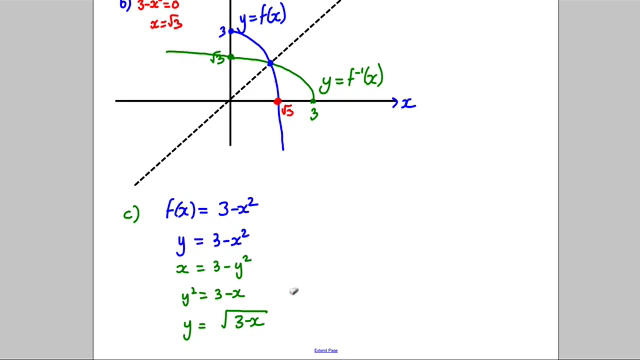 b) 3-x²=0
x=√3
y=f(x)
3
√3
y=f⁻¹(x)
√3
3
x
c) f(x) = 3-x²
y = 3-x²
x = 3-y²
y² = 3-x
y = √3-x
Extend Page